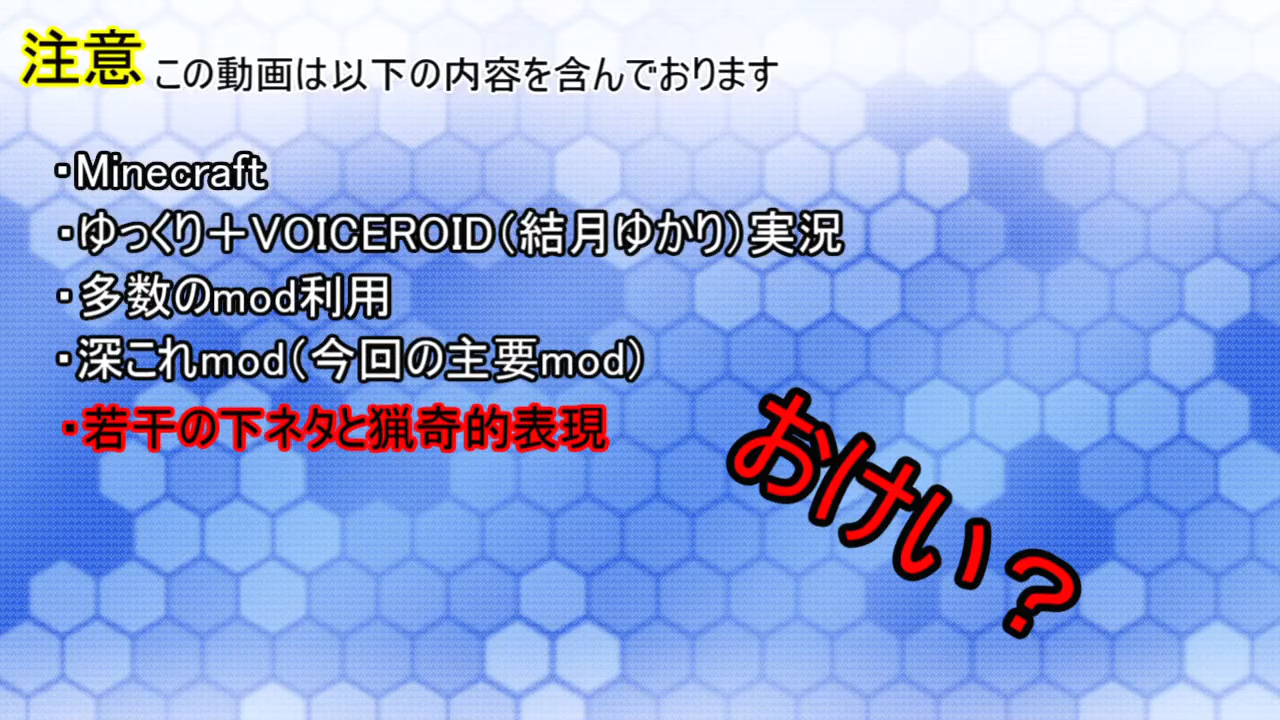 注意 この動画は以下の内容を含んでおります
・Minecraft
・ゆっくり＋VOICEROID（結月ゆかり）実況
・多数のmod利用
・深これmod（今回の主要mod）
・若干の下ネタと猟奇的表現
おけい？